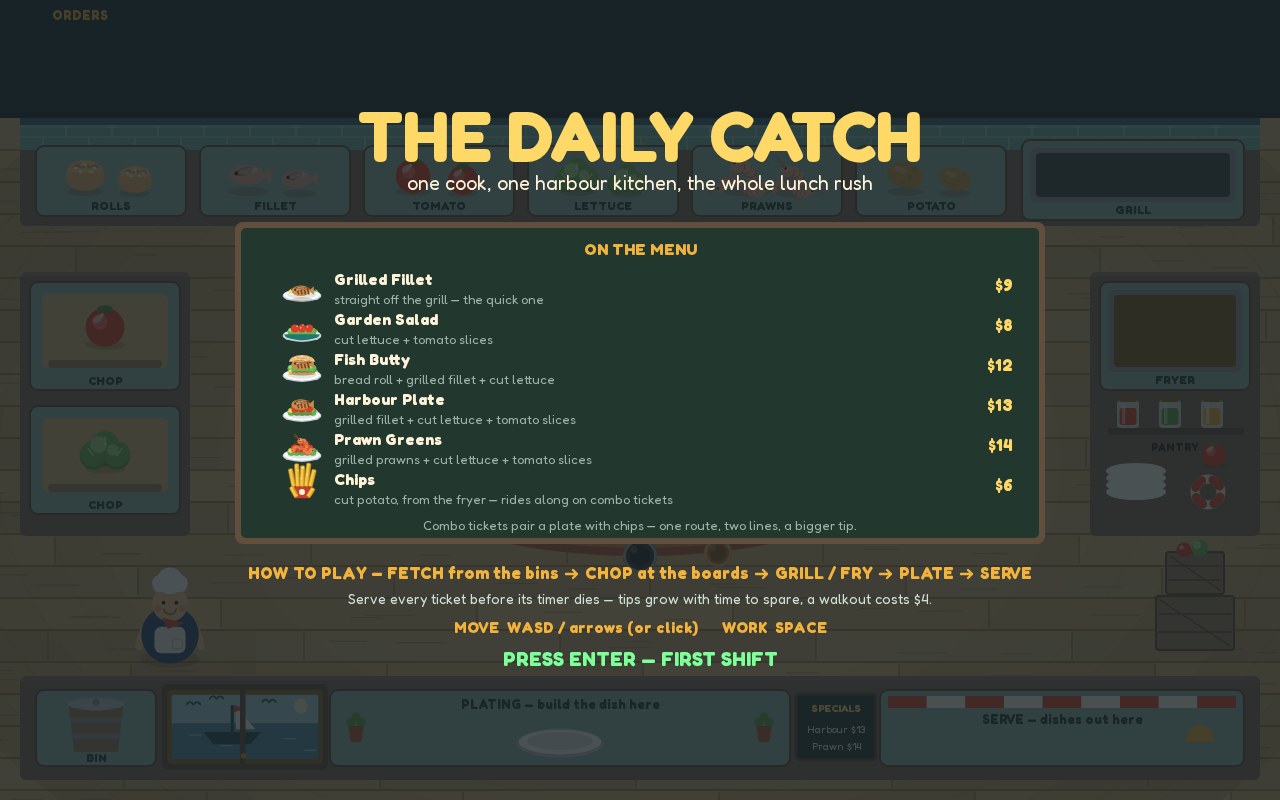 ORDERS
THE DAILY CATCH
one cook, one harbour kitchen, the whole lunch rush
ROLLS
FILLET
TOMATO
LETTUCE
PRAWNS
POTATO
GRILL
ON THE MENU
Grilled Fillet
straight off the grill — the quick one
$9
Garden Salad
cut lettuce + tomato slices
$8
Fish Butty
bread roll + grilled fillet + cut lettuce
$12
Harbour Plate
grilled fillet + cut lettuce + tomato slices
$13
Prawn Greens
grilled prawns + cut lettuce + tomato slices
$14
Chips
cut potato, from the fryer — rides along on combo tickets
$6
Combo tickets pair a plate with chips — one route, two lines, a bigger tip.
CHOP
CHOP
FRYER
PANTRY
HOW TO PLAY — FETCH from the bins → CHOP at the boards → GRILL / FRY → PLATE → SERVE
Serve every ticket before its timer dies — tips grow with time to spare, a walkout costs $4.
MOVE WASD / arrows (or click) WORK SPACE
PRESS ENTER — FIRST SHIFT
BIN
PLATING — build the dish here
SPECIALS
Harbour $13
Prawn $14
SERVE — dishes out here